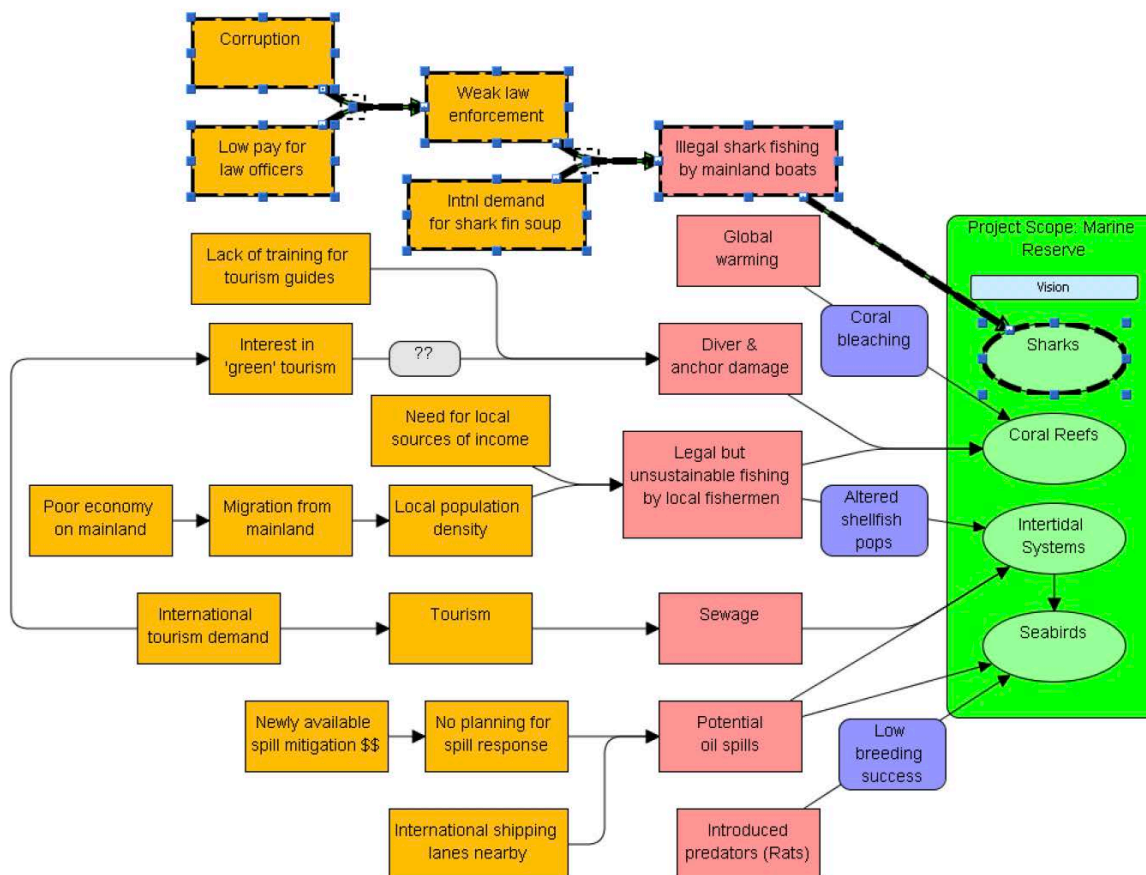 Corruption
Weak law
enforcement
Low pay for
law officers
Illegal shark fishing
by mainland boats
Intnl demand
for shark fin soup
Global
warming
Project Scope: Marine
Reserve
Vision
Lack of training for
tourism guides
Coral
bleaching
Sharks
Interest in
'green' tourism
??
Diver &
anchor damage
Need for local
sources of income
Coral Reefs
Legal but
unsustainable fishing
by local fishermen
Poor economy
on mainland
Migration from
mainland
Local population
density
Altered
shellfish
pops
Intertidal
Systems
International
tourism demand
Tourism
Sewage
Seabirds
Newly available
spill mitigation $$
No planning for
spill response
Potential
oil spills
Low
breeding
success
International shipping
lanes nearby
Introduced
predators (Rats)